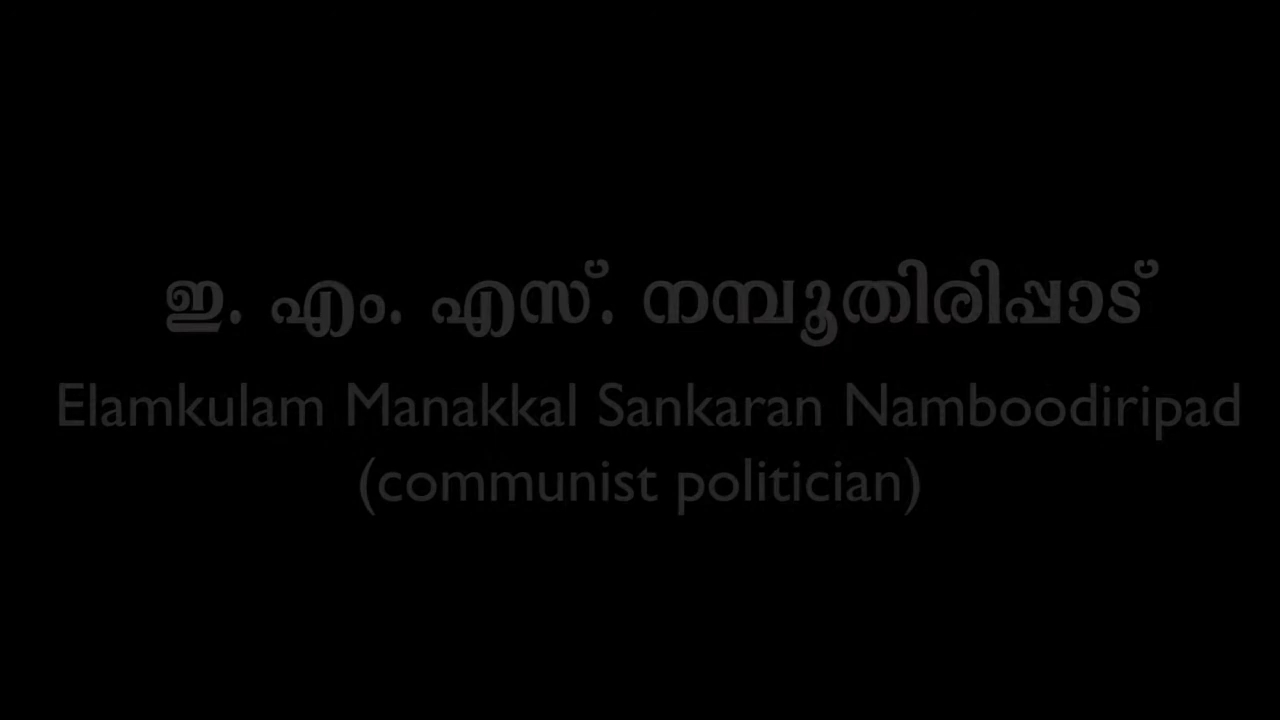 ഇ. എം. എസ്. നമ്പൂതിരിപ്പാട്
Elamkulam Manakkal Sankaran Namboodiripad
(communist politician)